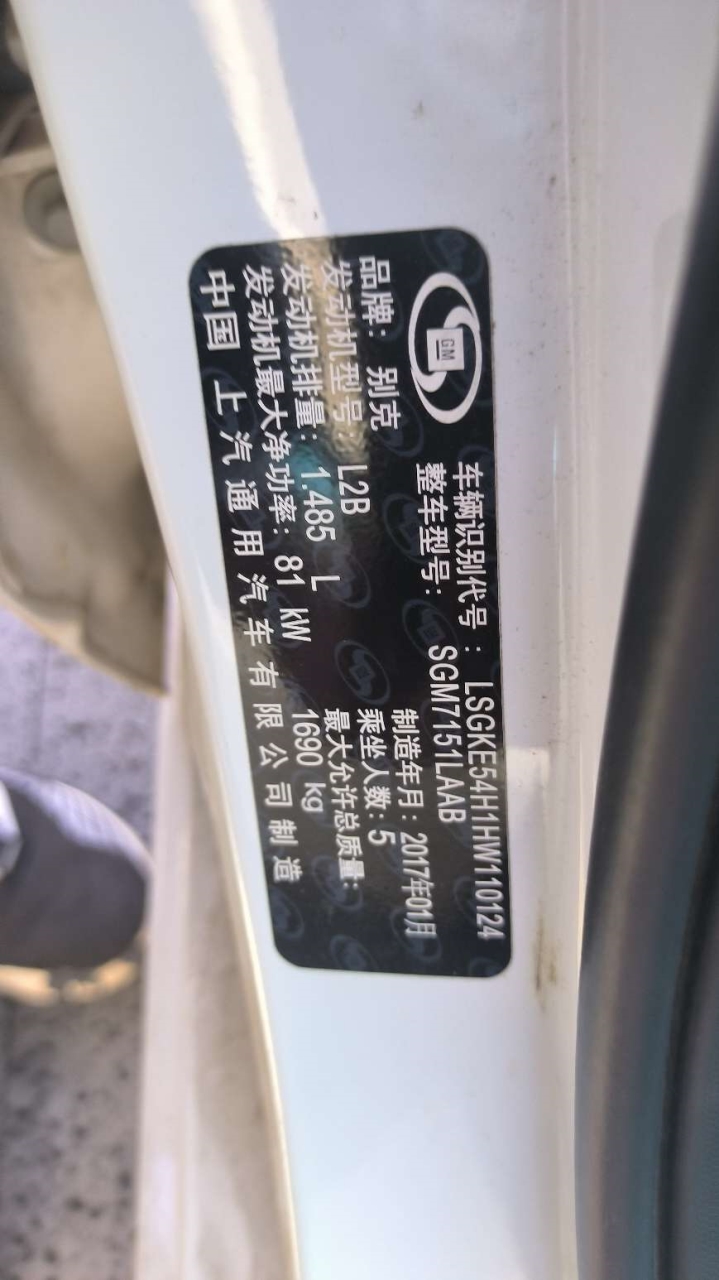 GM
车辆识别代号：LSGKE54H1HW110124
整车型号：SGM7151LAAB
品牌：别克
制造年月：2017年01月
发动机型号：L2B
乘坐人数：5
发动机排量：1.485 L
最大允许总质量：
发动机最大净功率：81 kW
1690 kg
中国 上汽通用汽车有限公司制造